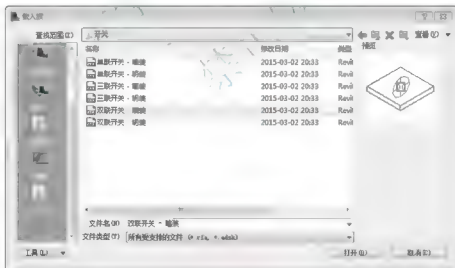 载入族
查找范围(I): 开关
查看(V)
名称 修改日期 类型
预览
单联开关 - 暗装 2015-03-02 20:33 Revit
单联开关 - 明装 2015-03-02 20:33 Revit
三联开关 - 暗装 2015-03-02 20:33 Revit
三联开关 - 明装 2015-03-02 20:33 Revit
双联开关 - 暗装 2015-03-02 20:33 Revit
双联开关 - 明装 2015-03-02 20:33 Revit
文件名(N): 双联开关 - 暗装
文件类型(T): 所有受支持的文件 (*.rfa, *.adsk)
工具(L) 打开(O) 取消(C)